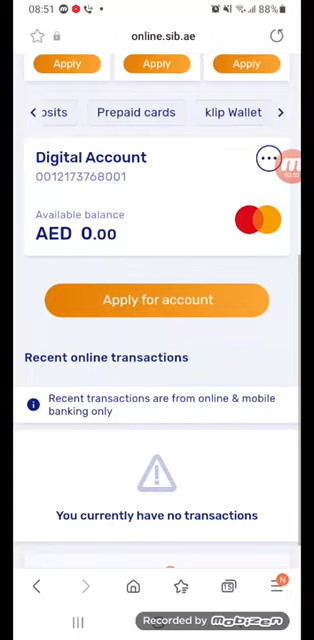 08:51
88%
online.sib.ae
Apply
Apply
Apply
osits
Prepaid cards
klip Wallet
Digital Account
0012173768001
Available balance
AED 0.00
Apply for account
Recent online transactions
Recent transactions are from online & mobile
banking only
You currently have no transactions
15
N
Recorded by mobizen